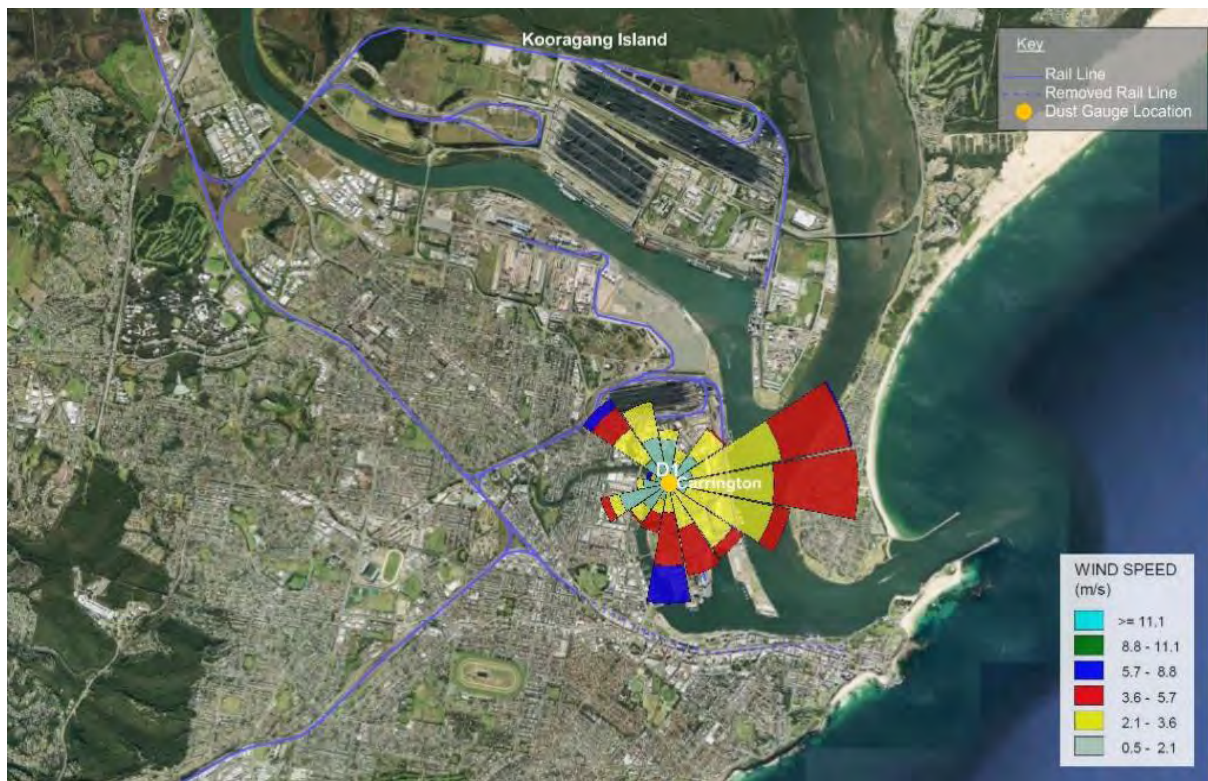 Kooragang Island
Key
Rail Line
Removed Rail Line
Dust Gauge Location
D1
Carrington
WIND SPEED
(m/s)
>= 11.1
8.8 - 11.1
5.7 - 8.8
3.6 - 5.7
2.1 - 3.6
0.5 - 2.1